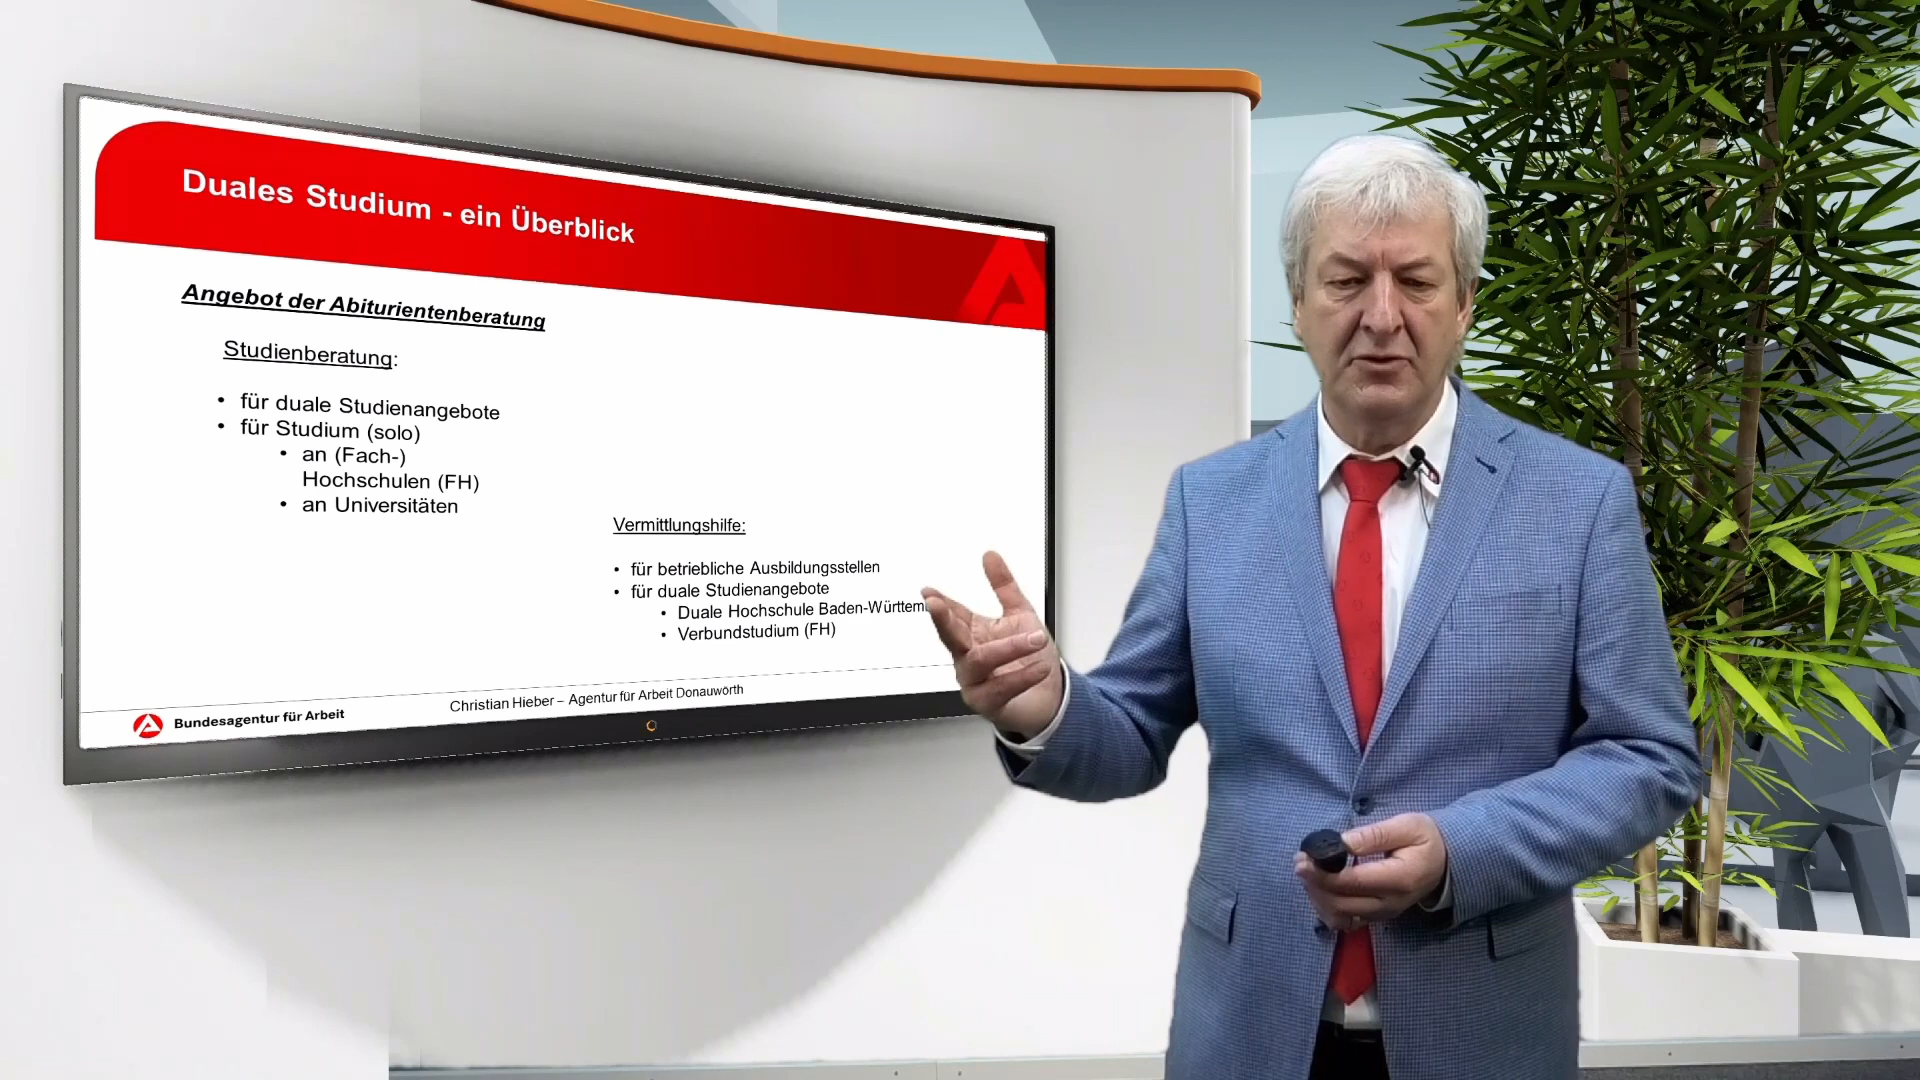 Duales Studium - ein Überblick
Angebot der Abiturientenberatung
Studienberatung:
• für duale Studienangebote
• für Studium (solo)
• an (Fach-)
Hochschulen (FH)
• an Universitäten
Vermittlungshilfe:
• für betriebliche Ausbildungsstellen
• für duale Studienangebote
• Duale Hochschule Baden-Württem
• Verbundstudium (FH)
Christian Hieber – Agentur für Arbeit Donauwörth
Bundesagentur für Arbeit